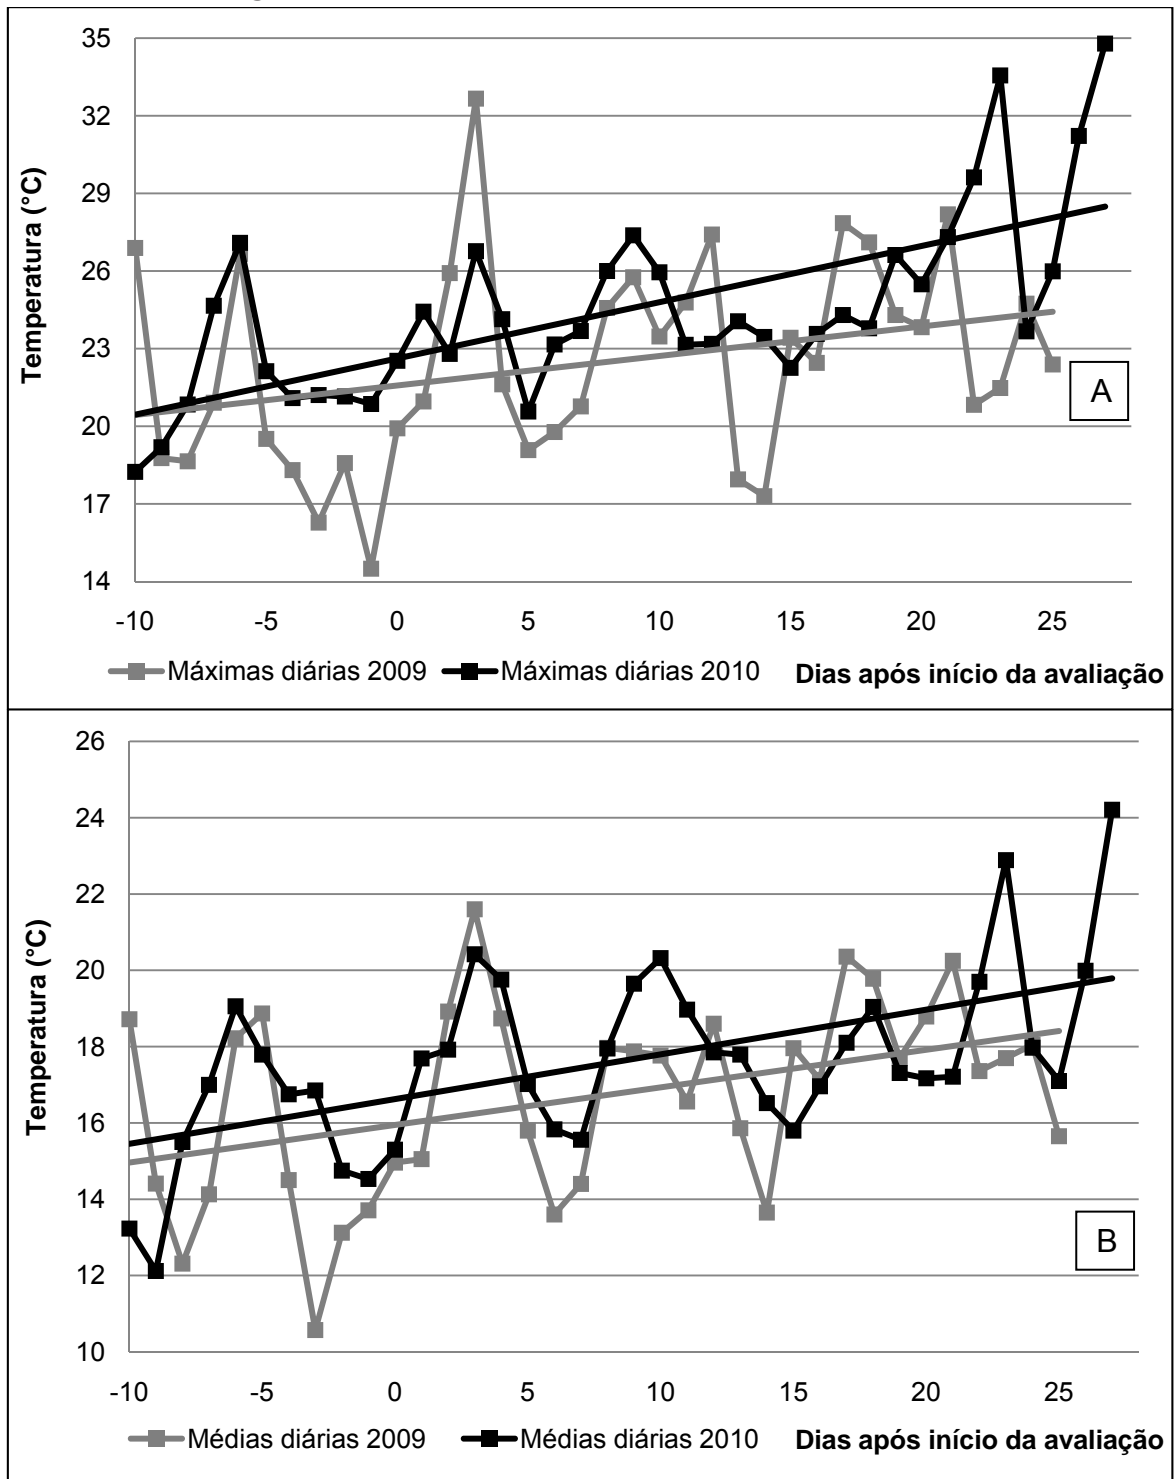 35
32
29
26
23
20
17
14
Temperatura (°C)
A
-10 -5 0 5 10 15 20 25
Máximas diárias 2009 Máximas diárias 2010 Dias após início da avaliação
26
24
22
20
18
16
14
12
10
Temperatura (°C)
B
-10 -5 0 5 10 15 20 25
Médias diárias 2009 Médias diárias 2010 Dias após início da avaliação